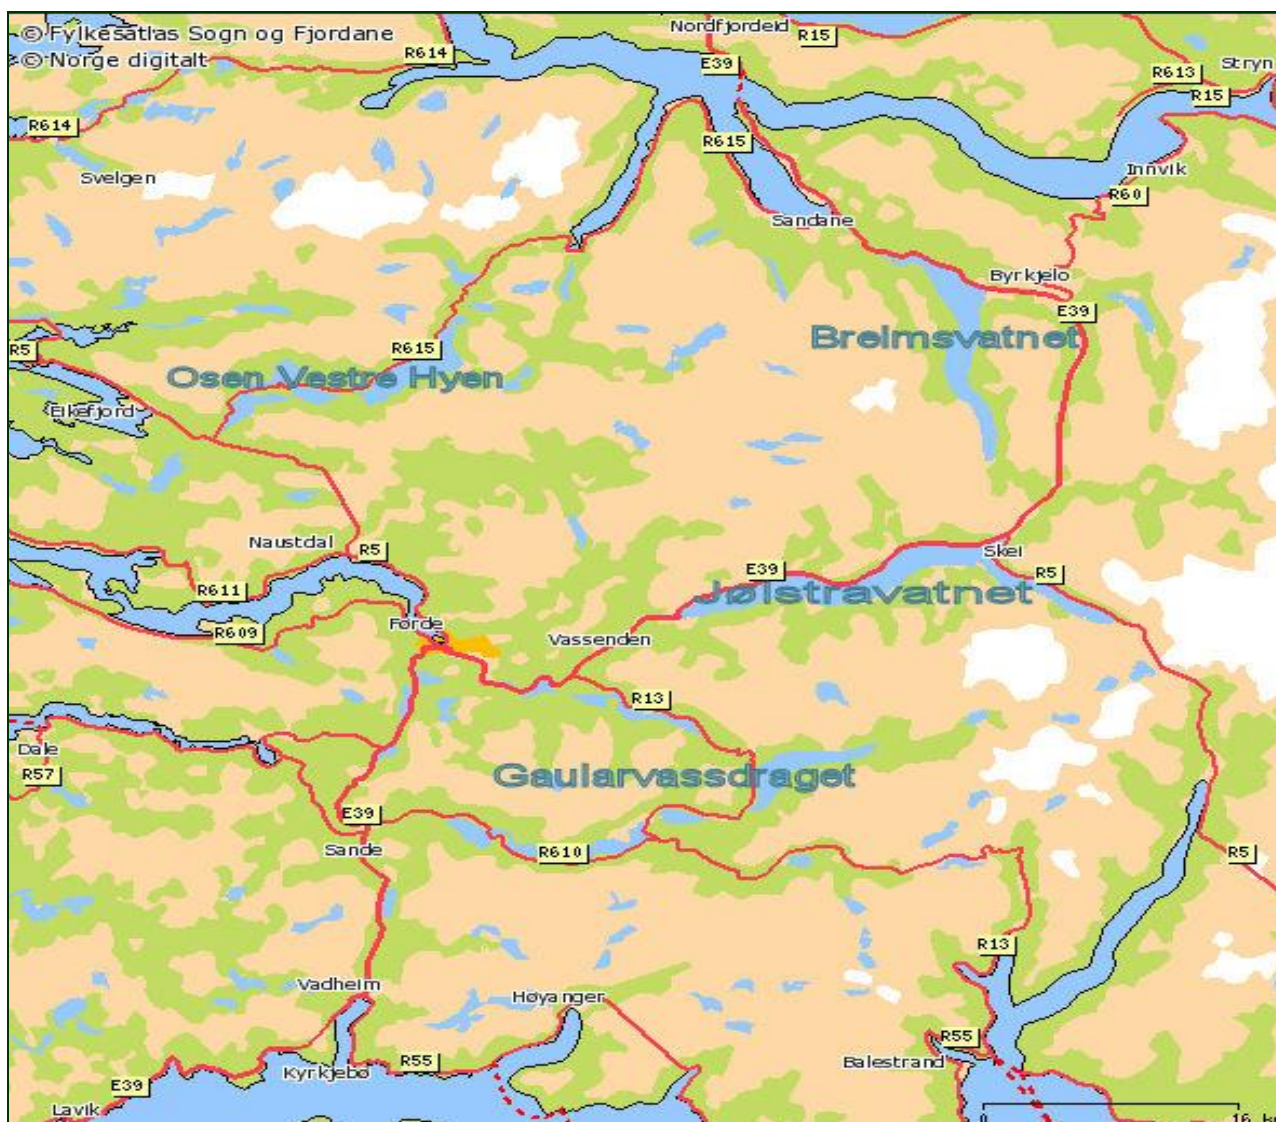 © Fylkesatlas Sogn og Fjordane
© Norge digitalt
Nordfjordeid
R15
R614
E39
R613
Stryn
R15
R614
R615
Svelgen
Innvik
R60
Sandane
Byrkjelo
E39
Breimsvatnet
R5
R615
Osen Vestre Hyen
Eikefjord
Naustdal
R5
Skei
E39
R5
R611
Jølstravatnet
R609
Førde
Vassenden
R13
Dale
R57
Gaularvassdraget
E39
Sande
R610
R5
R13
Vadheim
Høyanger
R55
R55
Balestrand
Kyrkjebø
E39
Lavik
0
16